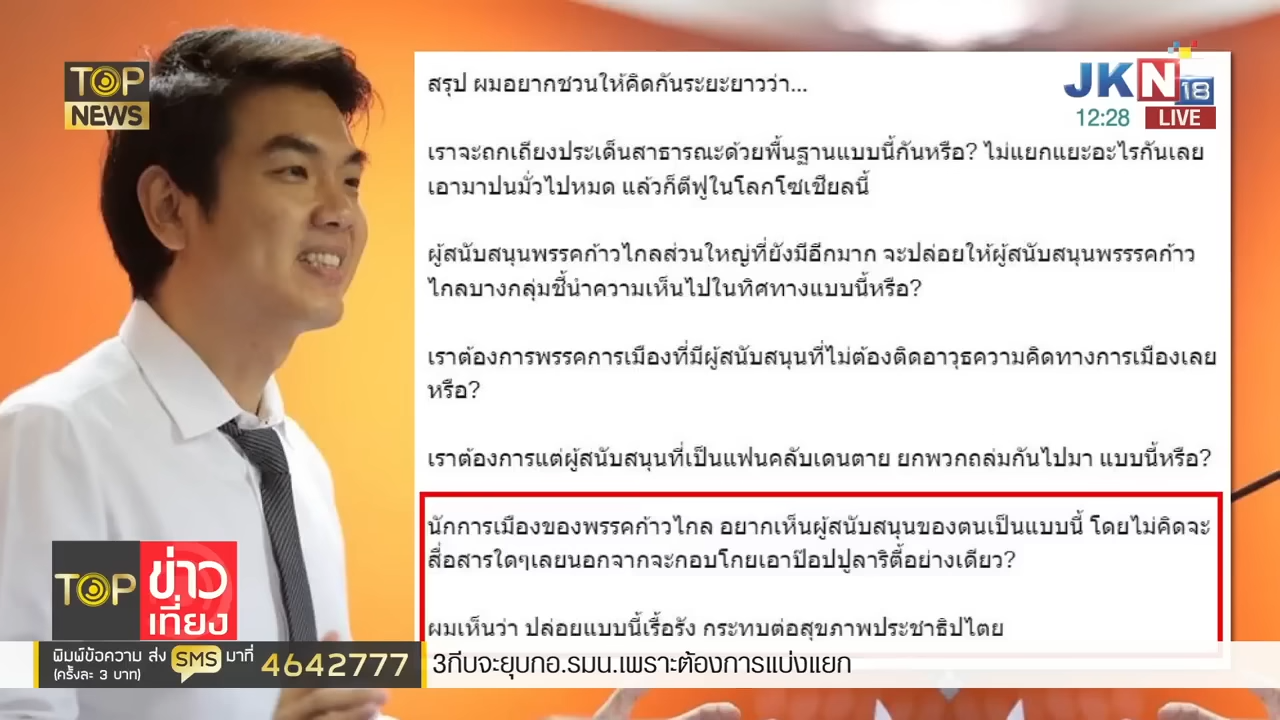 TOP
NEWS
JKN18
12:28 LIVE
สรุป ผมอยากชวนให้คิดกันระยะยาวว่า...
เราจะถกเถียงประเด็นสาธารณะด้วยพื้นฐานแบบนี้กันหรือ? ไม่แยกแยะอะไรกันเลย
เอามาปนมั่วไปหมด แล้วก็ตีฟูในโลกโซเชียลนี้
ผู้สนับสนุนพรรคก้าวไกลส่วนใหญ่ที่ยังมีอีกมาก จะปล่อยให้ผู้สนับสนุนพรรรคก้าว
ไกลบางกลุ่มชี้นำความเห็นไปในทิศทางแบบนี้หรือ?
เราต้องการพรรคการเมืองที่มีผู้สนับสนุนที่ไม่ต้องติดอาวุธความคิดทางการเมืองเลย
หรือ?
เราต้องการแต่ผู้สนับสนุนที่เป็นแฟนคลับเดนตาย ยกพวกถล่มกันไปมา แบบนี้หรือ?
นักการเมืองของพรรคก้าวไกล อยากเห็นผู้สนับสนุนของตนเป็นแบบนี้ โดยไม่คิดจะ
สื่อสารใดๆเลยนอกจากจะกอบโกยเอาป๊อปปูลาริตี้อย่างเดียว?
ผมเห็นว่า ปล่อยแบบนี้เรื้อรัง กระทบต่อสุขภาพประชาธิปไตย
TOP ข่าว
เที่ยง
พิมพ์ข้อความ ส่ง SMS มาที่ 4642777
(ครั้งละ 3 บาท)
3กีบจะยุบกอ.รมน.เพราะต้องการแบ่งแยก